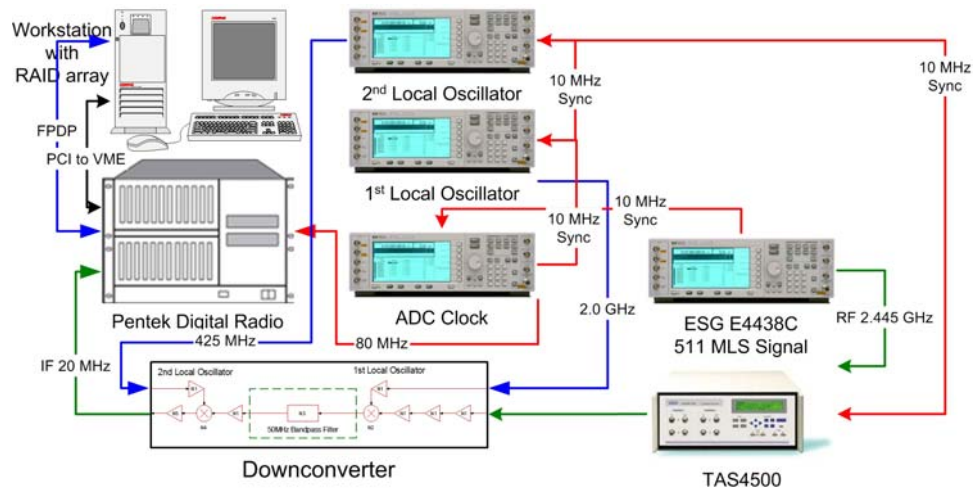 Workstation
with
RAID array
FPDP
PCI to VME
Pentek Digital Radio
2nd Local Oscillator
1st Local Oscillator
ADC Clock
10 MHz
Sync
10 MHz
Sync
10 MHz
Sync
10 MHz
Sync
2.0 GHz
ESG E4438C
511 MLS Signal
RF 2.445 GHz
425 MHz
80 MHz
IF 20 MHz
2nd Local Oscillator
1st Local Oscillator
50MHz Bandpass Filter
Downconverter
TAS4500